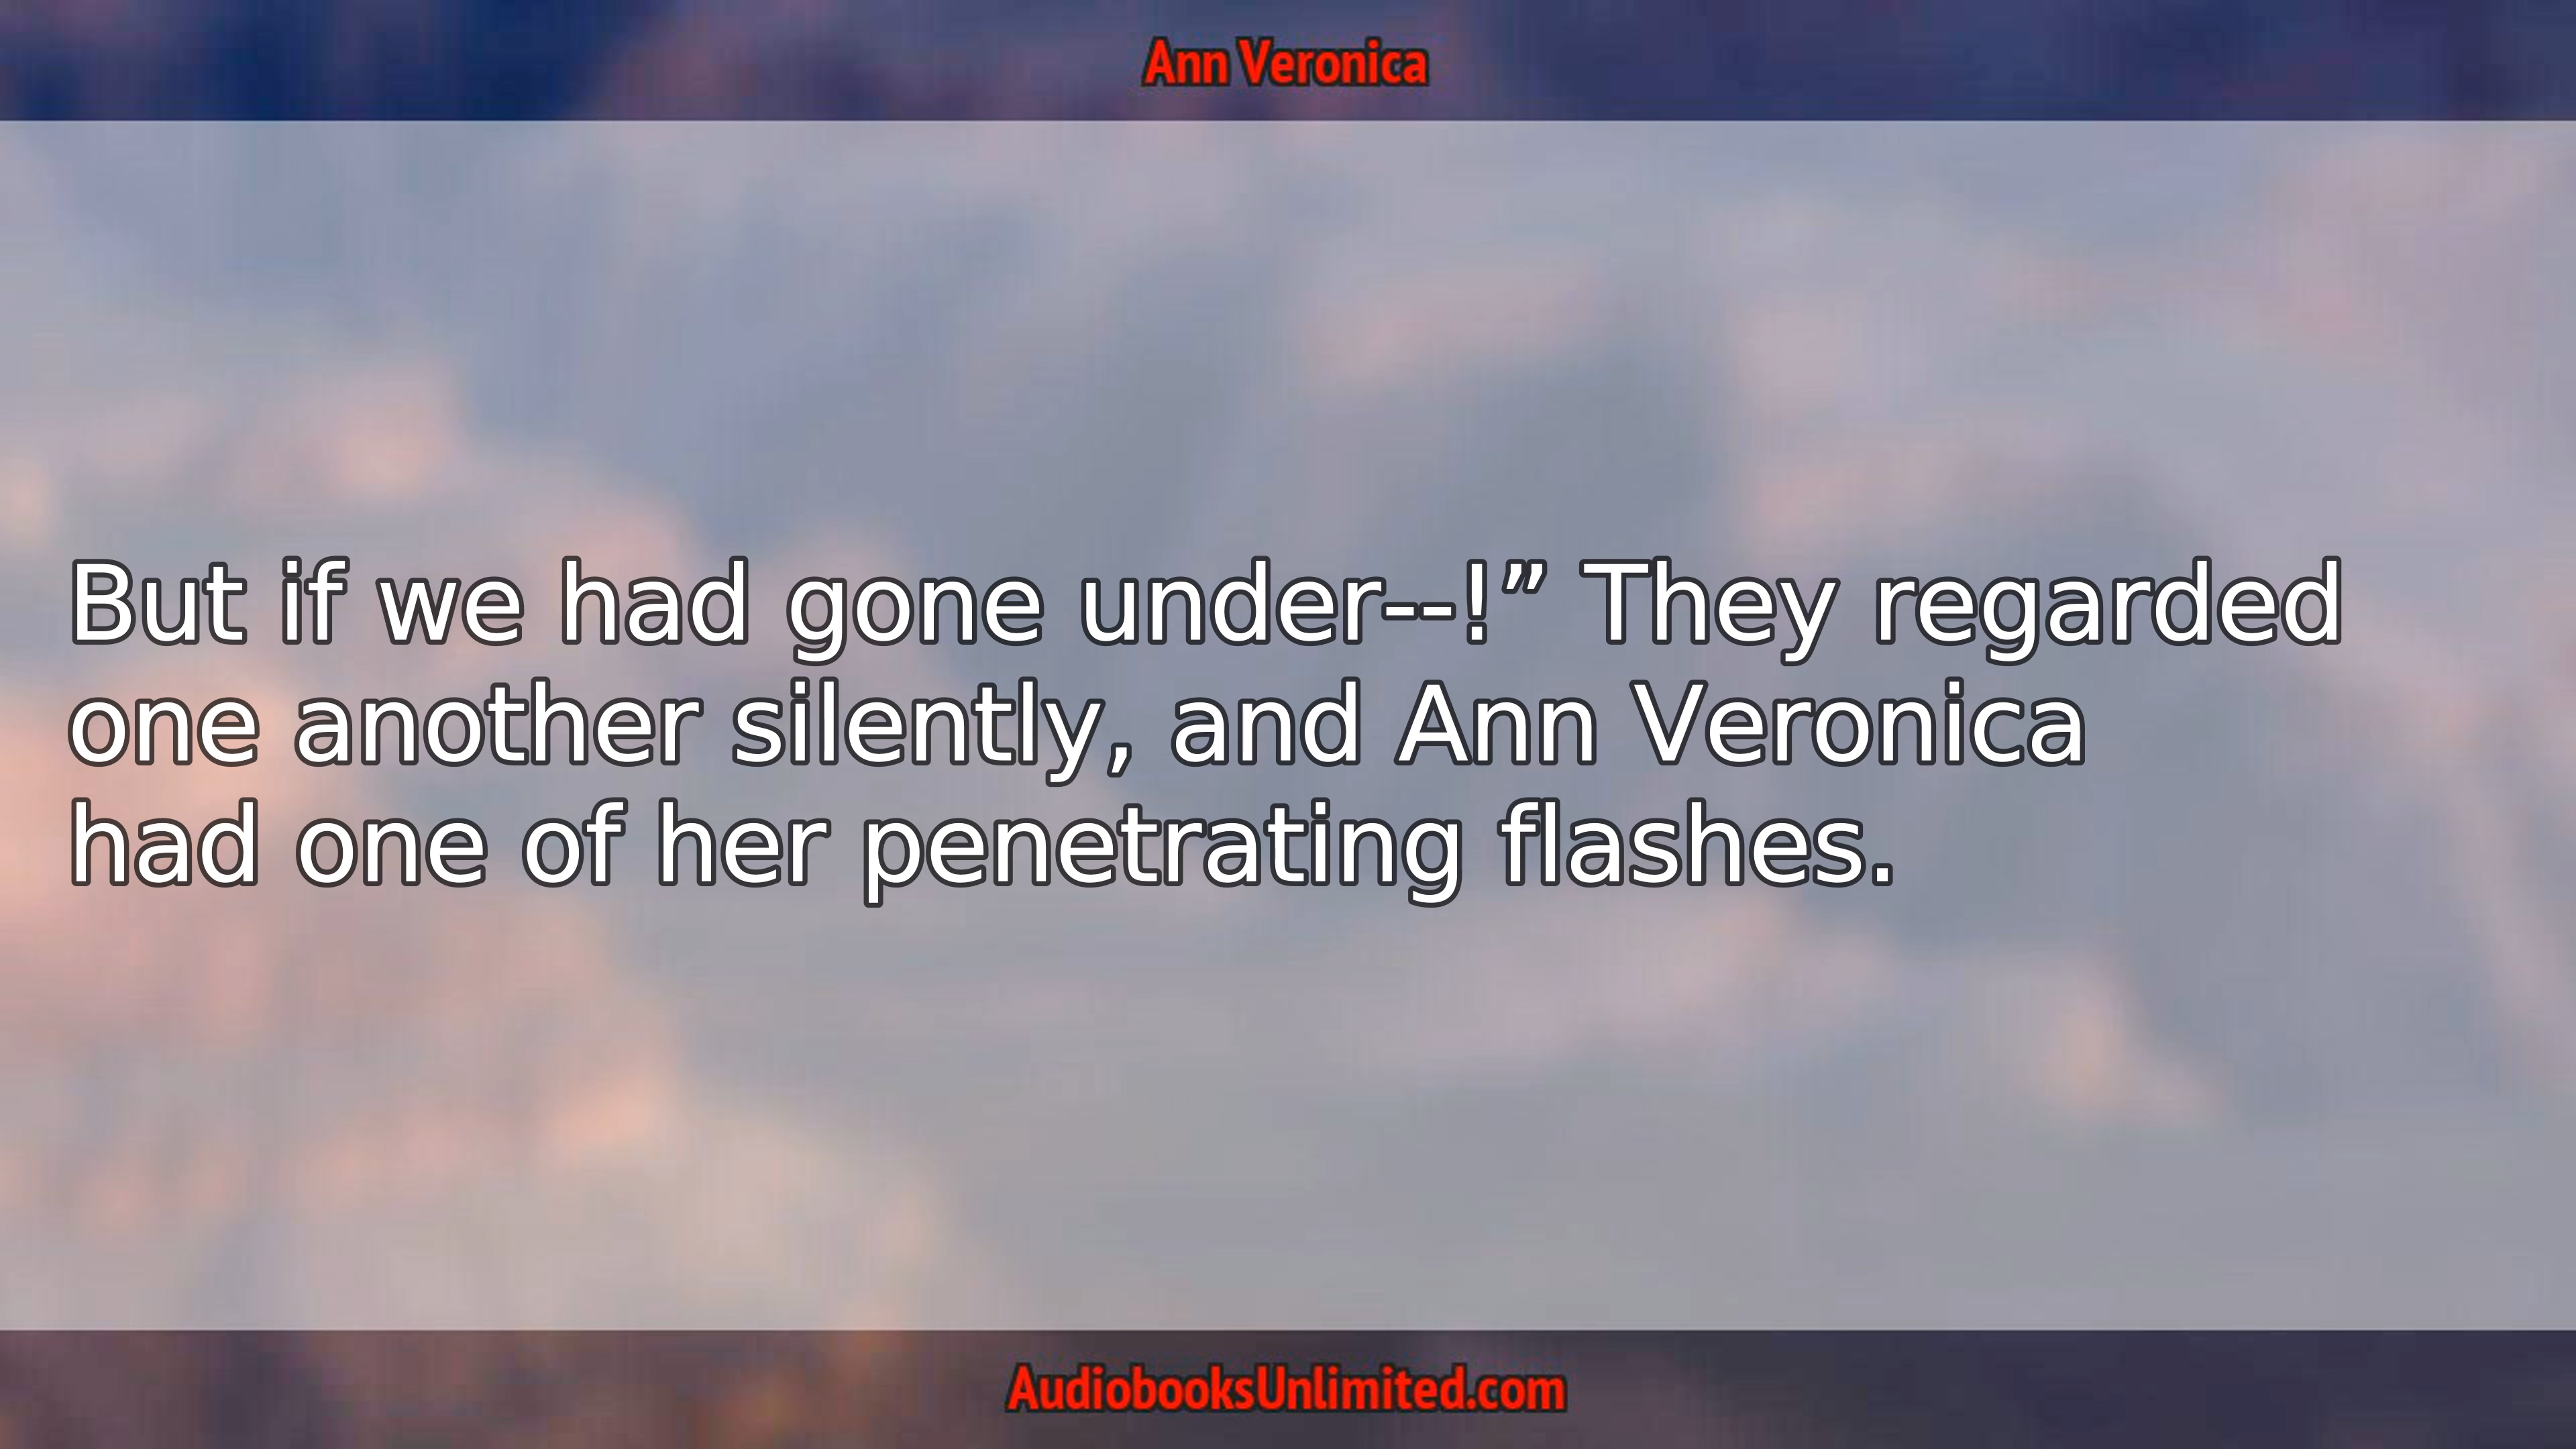 Ann Veronica
But if we had gone under--!” They regarded
one another silently, and Ann Veronica
had one of her penetrating flashes.
AudiobooksUnlimited.com